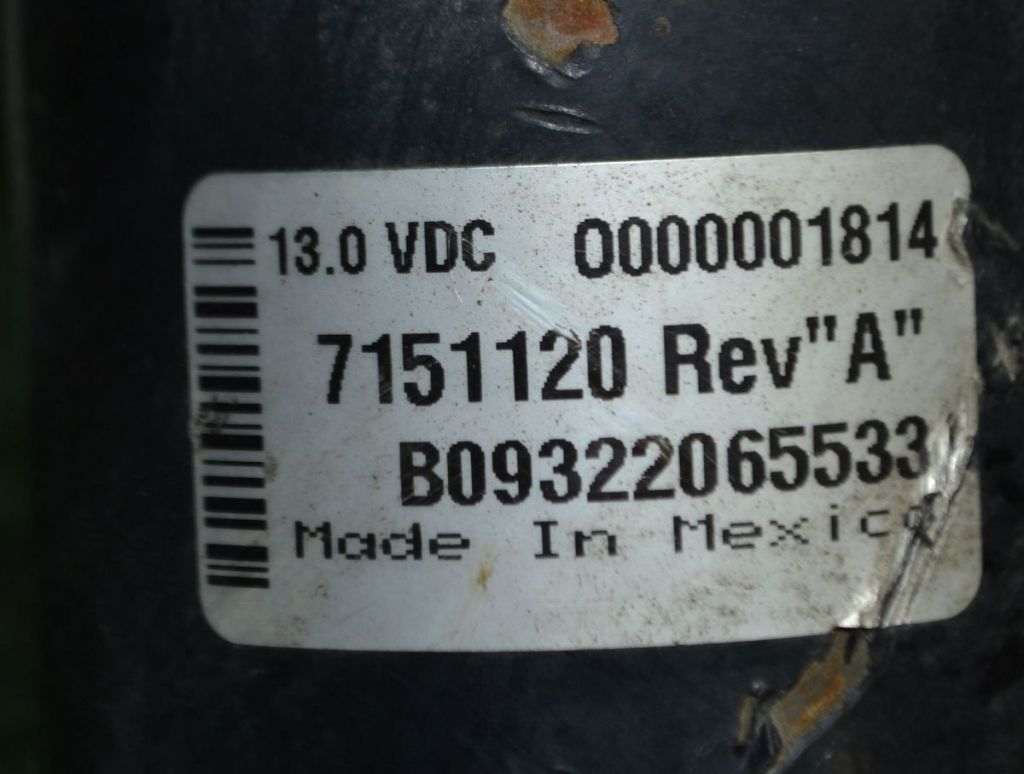 13.0 VDC 0000001814
7151120 Rev"A"
B09322065533
Made In Mexico